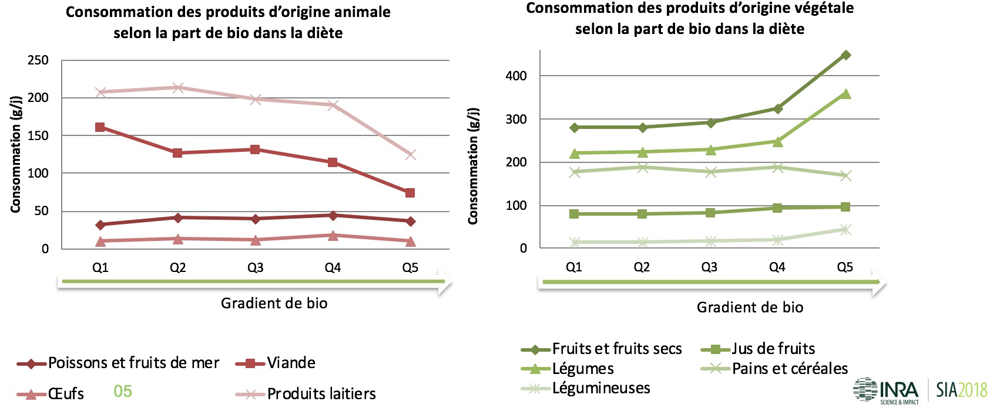 Consommation des produits d’origine animale
selon la part de bio dans la diète
Consommation (g/j)
250
200
150
100
50
0
Q1 Q2 Q3 Q4 Q5
Gradient de bio
Poissons et fruits de mer Viande
Œufs Produits laitiers
05
Consommation des produits d’origine végétale
selon la part de bio dans la diète
Consommation (g/j)
400
300
200
100
0
Q1 Q2 Q3 Q4 Q5
Gradient de bio
Fruits et fruits secs Jus de fruits
Légumes Pains et céréales
Légumineuses
INRA
SCIENCE & IMPACT
SIA2018